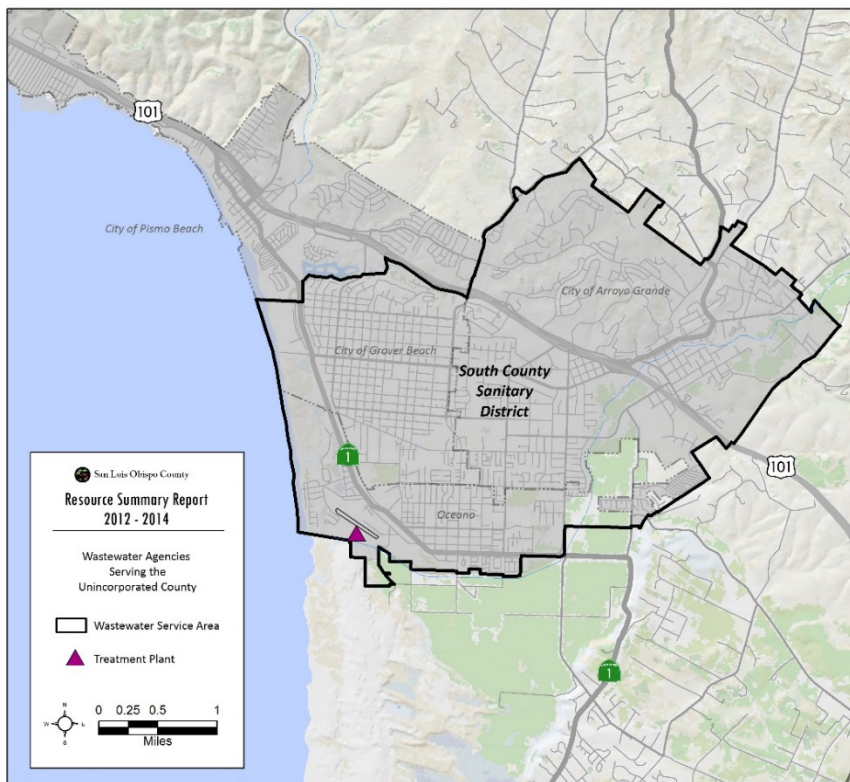 101
City of Pismo Beach
City of Arroyo Grande
City of Grover Beach
South County
Sanitary
District
1
101
Oceano
1
San Luis Obispo County
Resource Summary Report
2012 - 2014
Wastewater Agencies
Serving the
Unincorporated County
Wastewater Service Area
Treatment Plant
N
W
E
S
0 0.25 0.5 1
Miles